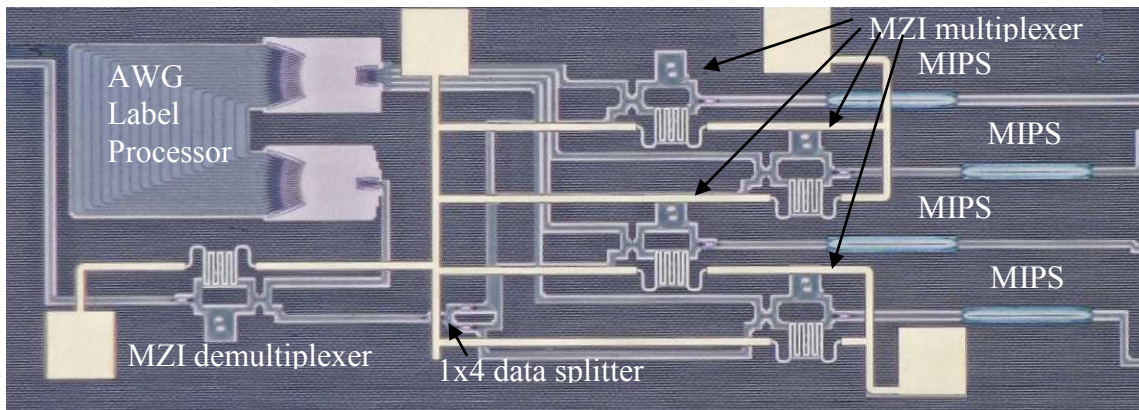 AWG
Label
Processor
MZI multiplexer
MIPS
MIPS
MIPS
MIPS
MZI demultiplexer
1x4 data splitter